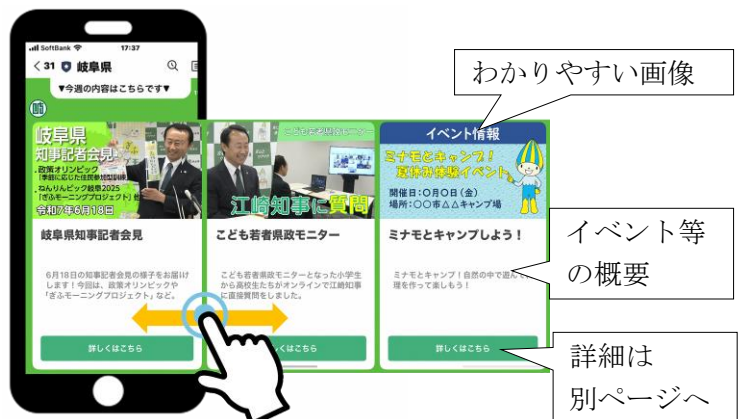 SoftBank 17:37
31 岐阜県
▼今週の内容はこちらです▼
岐阜県
知事記者会見
・政策オリンピック
「季節に応じた住民参加型訓練」
・ねんりんピック岐阜2025
・「ぎふモーニングプロジェクト」他
令和7年6月18日
岐阜県知事記者会見
6月18日の知事記者会見の様子をお届け
します!今回は、政策オリンピックや
「ぎふモーニングプロジェクト」など。
詳しくはこちら
こども若者県政モニター
江崎知事に質問
こども若者県政モニター
こども若者県政モニターとなった小学生
から高校生たちがオンラインで江崎知事
に直接質問をしました。
くはこちら
イベント情報
ミナモとキャンプ!
夏休み体験イベント
開催日:〇月〇日(金)
場所:〇〇市△△キャンプ場
ミナモとキャンプしよう!
ミナモとキャンプ!自然の中で遊んで
理を作って楽しもう!
詳しくはこちら
わかりやすい画像
イベント等
の概要
詳細は
別ページへ